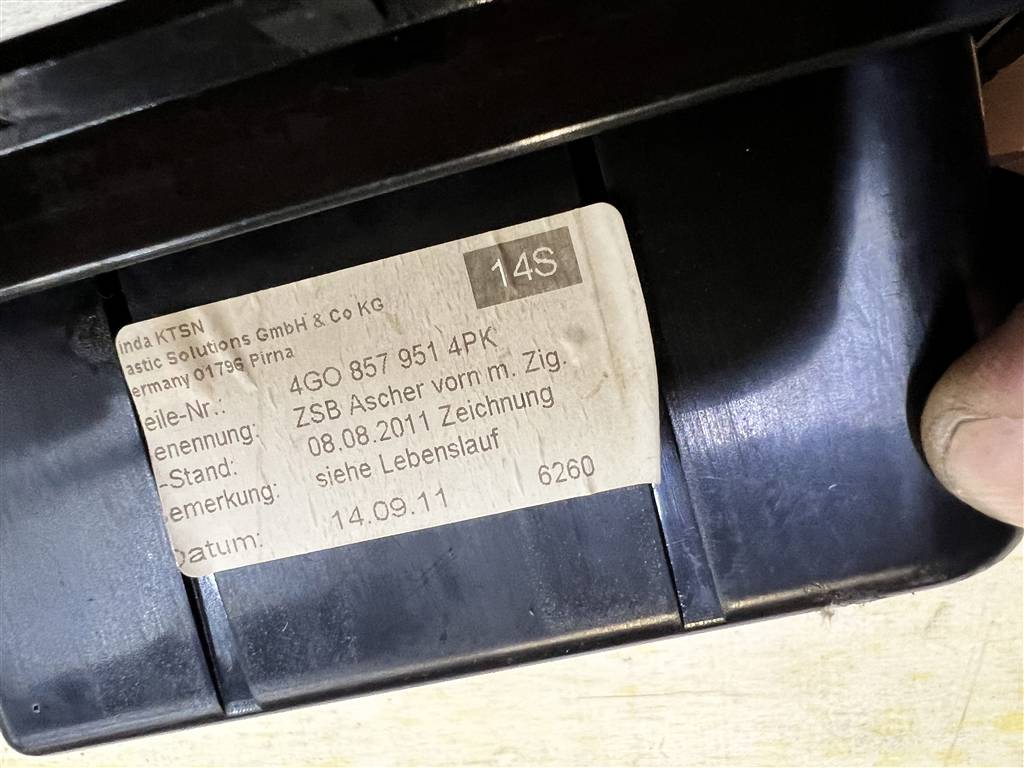 14S
inda KTSN
astic Solutions GmbH & Co KG
ermany 01796 Pirna
eile-Nr.: 4GO 857 951 4PK
enennung: ZSB Ascher vorn m. Zig.
-Stand: 08.08.2011 Zeichnung
emerkung: siehe Lebenslauf
Datum: 14.09.11 6260